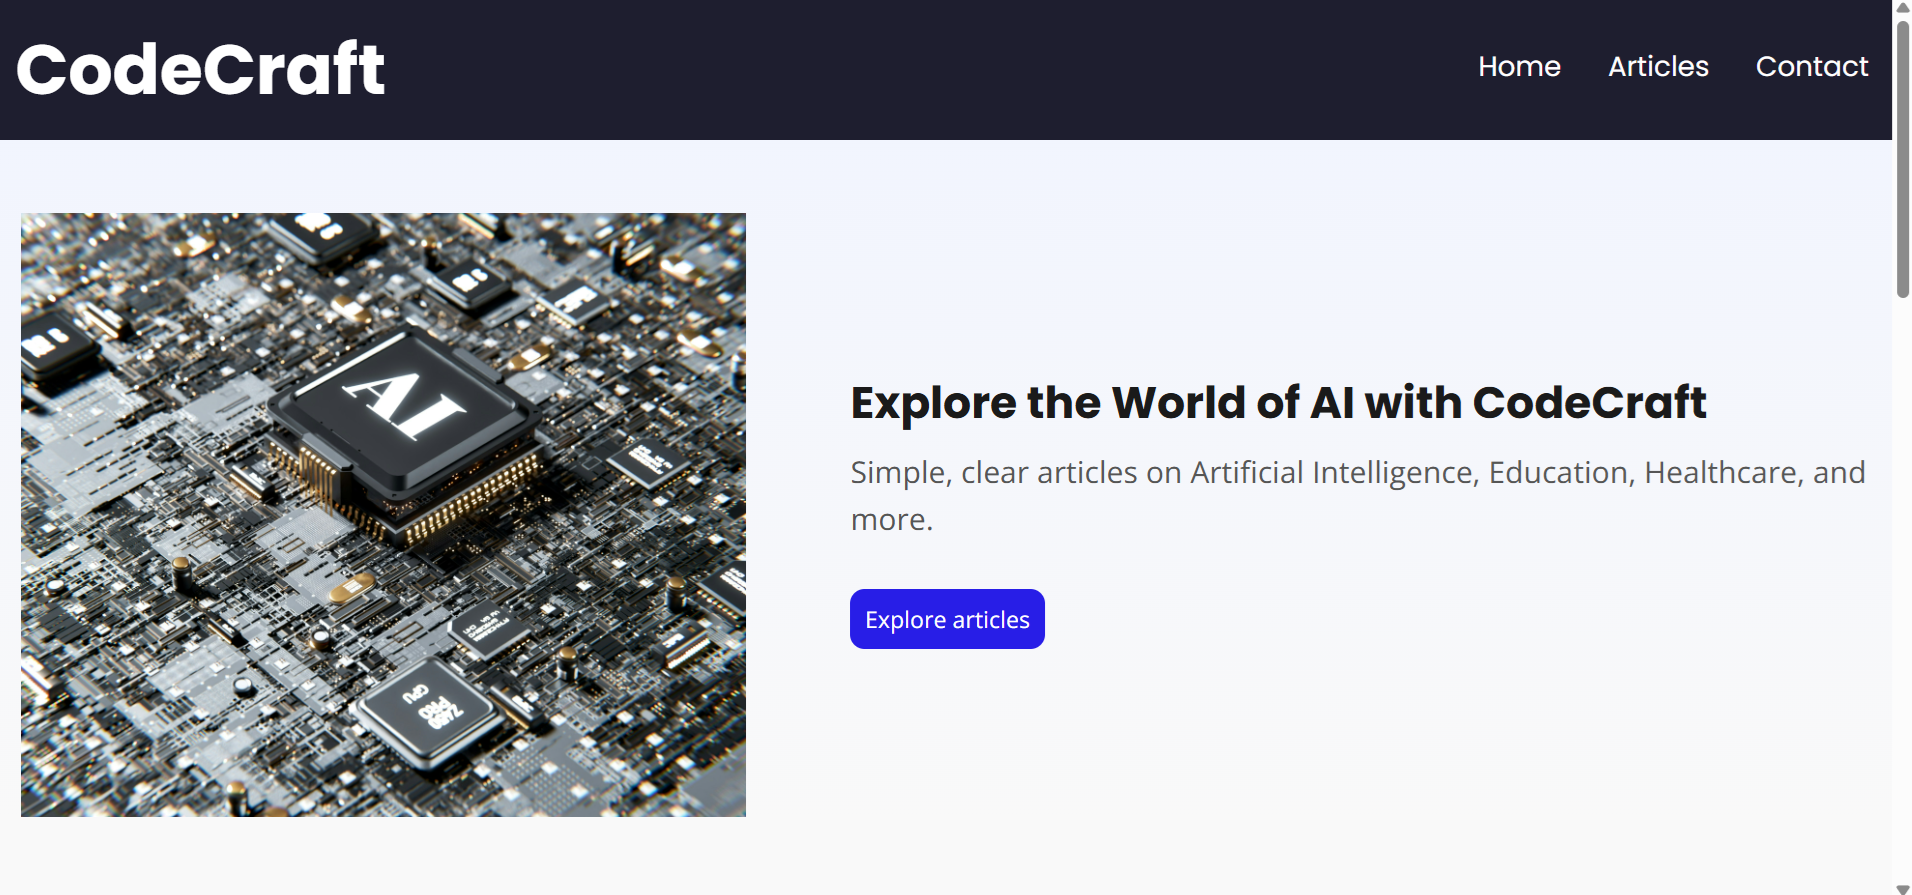 CodeCraft
Home Articles Contact
AI
Explore the World of AI with CodeCraft
Simple, clear articles on Artificial Intelligence, Education, Healthcare, and
more.
Explore articles
GPU